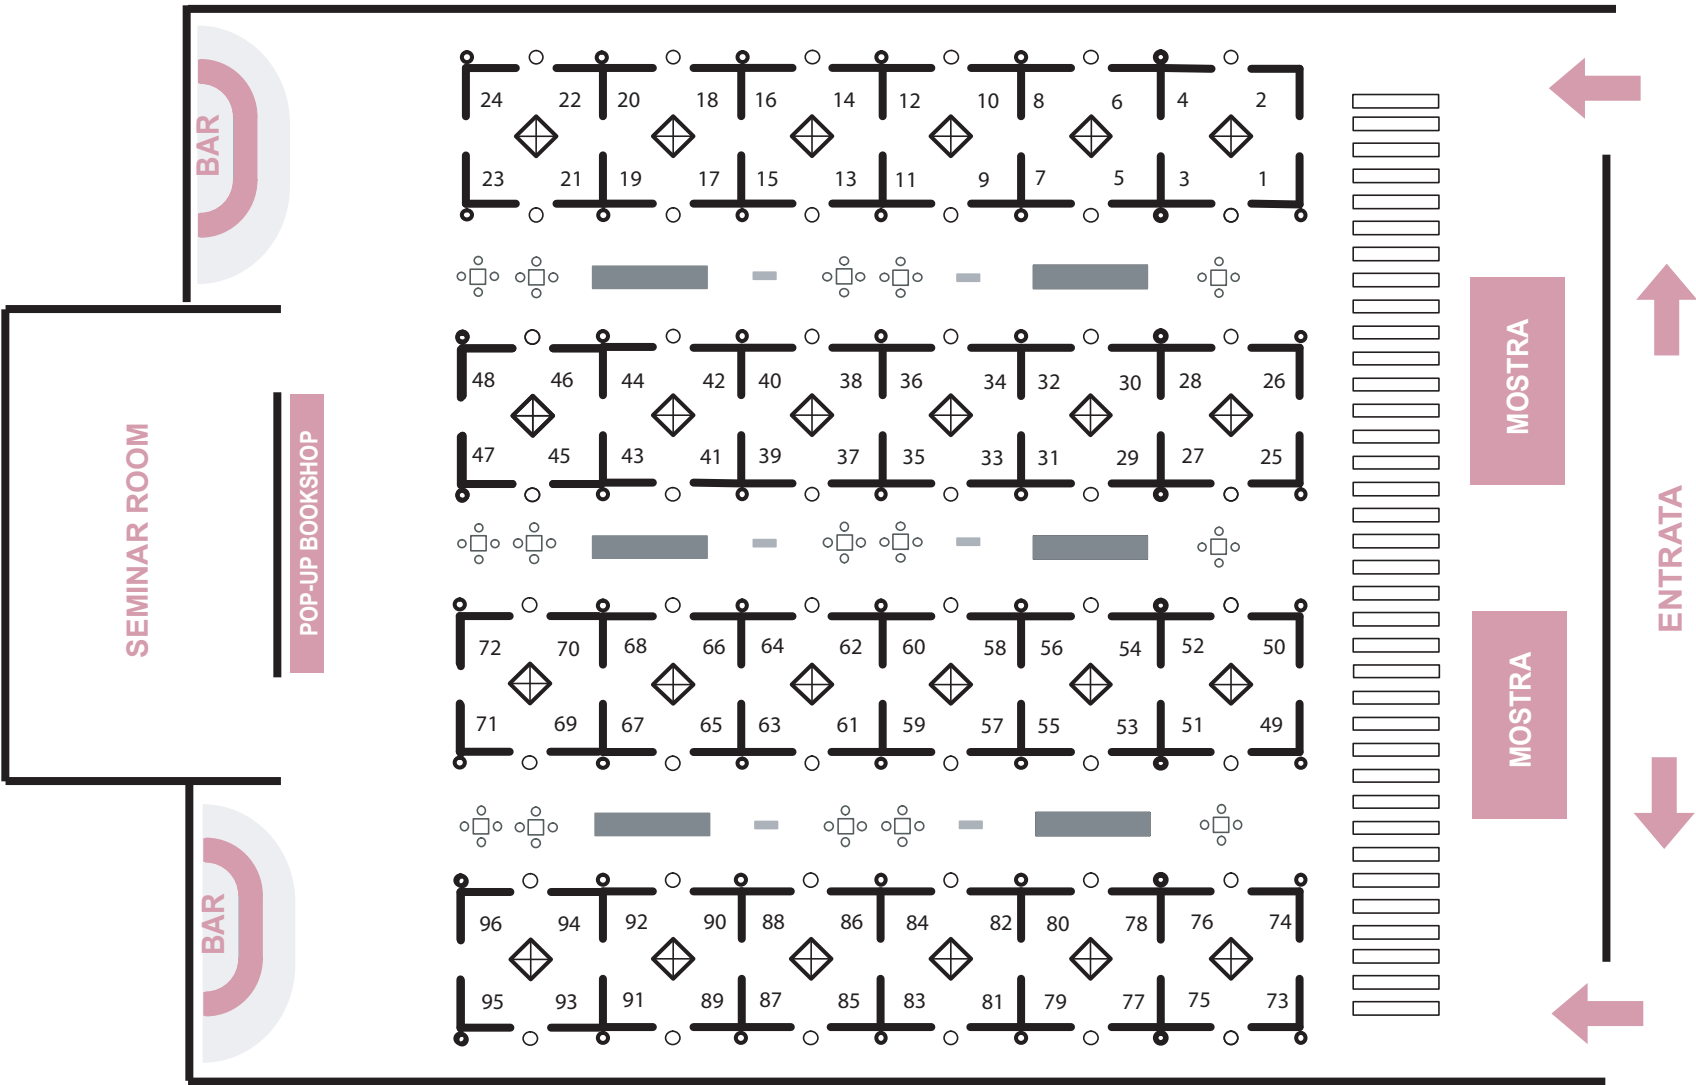 BAR
24 22 20 18 16 14 12 10 8 6 4 2
23 21 19 17 15 13 11 9 7 5 3 1
48 46 44 42 40 38 36 34 32 30 28 26
47 45 43 41 39 37 35 33 31 29 27 25
MOSTRA
SEMINAR ROOM
POP-UP BOOKSHOP
ENTRATA
72 70 68 66 64 62 60 58 56 54 52 50
71 69 67 65 63 61 59 57 55 53 51 49
MOSTRA
BAR
96 94 92 90 88 86 84 82 80 78 76 74
95 93 91 89 87 85 83 81 79 77 75 73